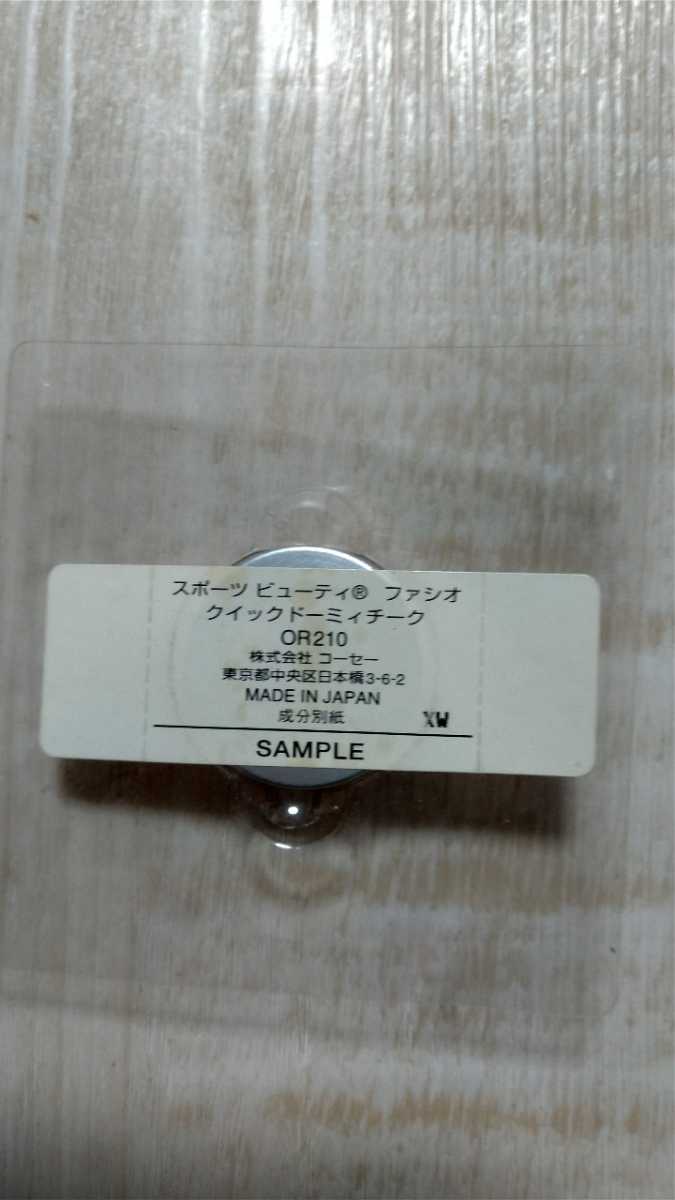 スポーツ ビューティ® ファシオ
クイックドーミィチーク
OR210
株式会社 コーセー
東京都中央区日本橋3-6-2
MADE IN JAPAN
成分別紙 XW
SAMPLE